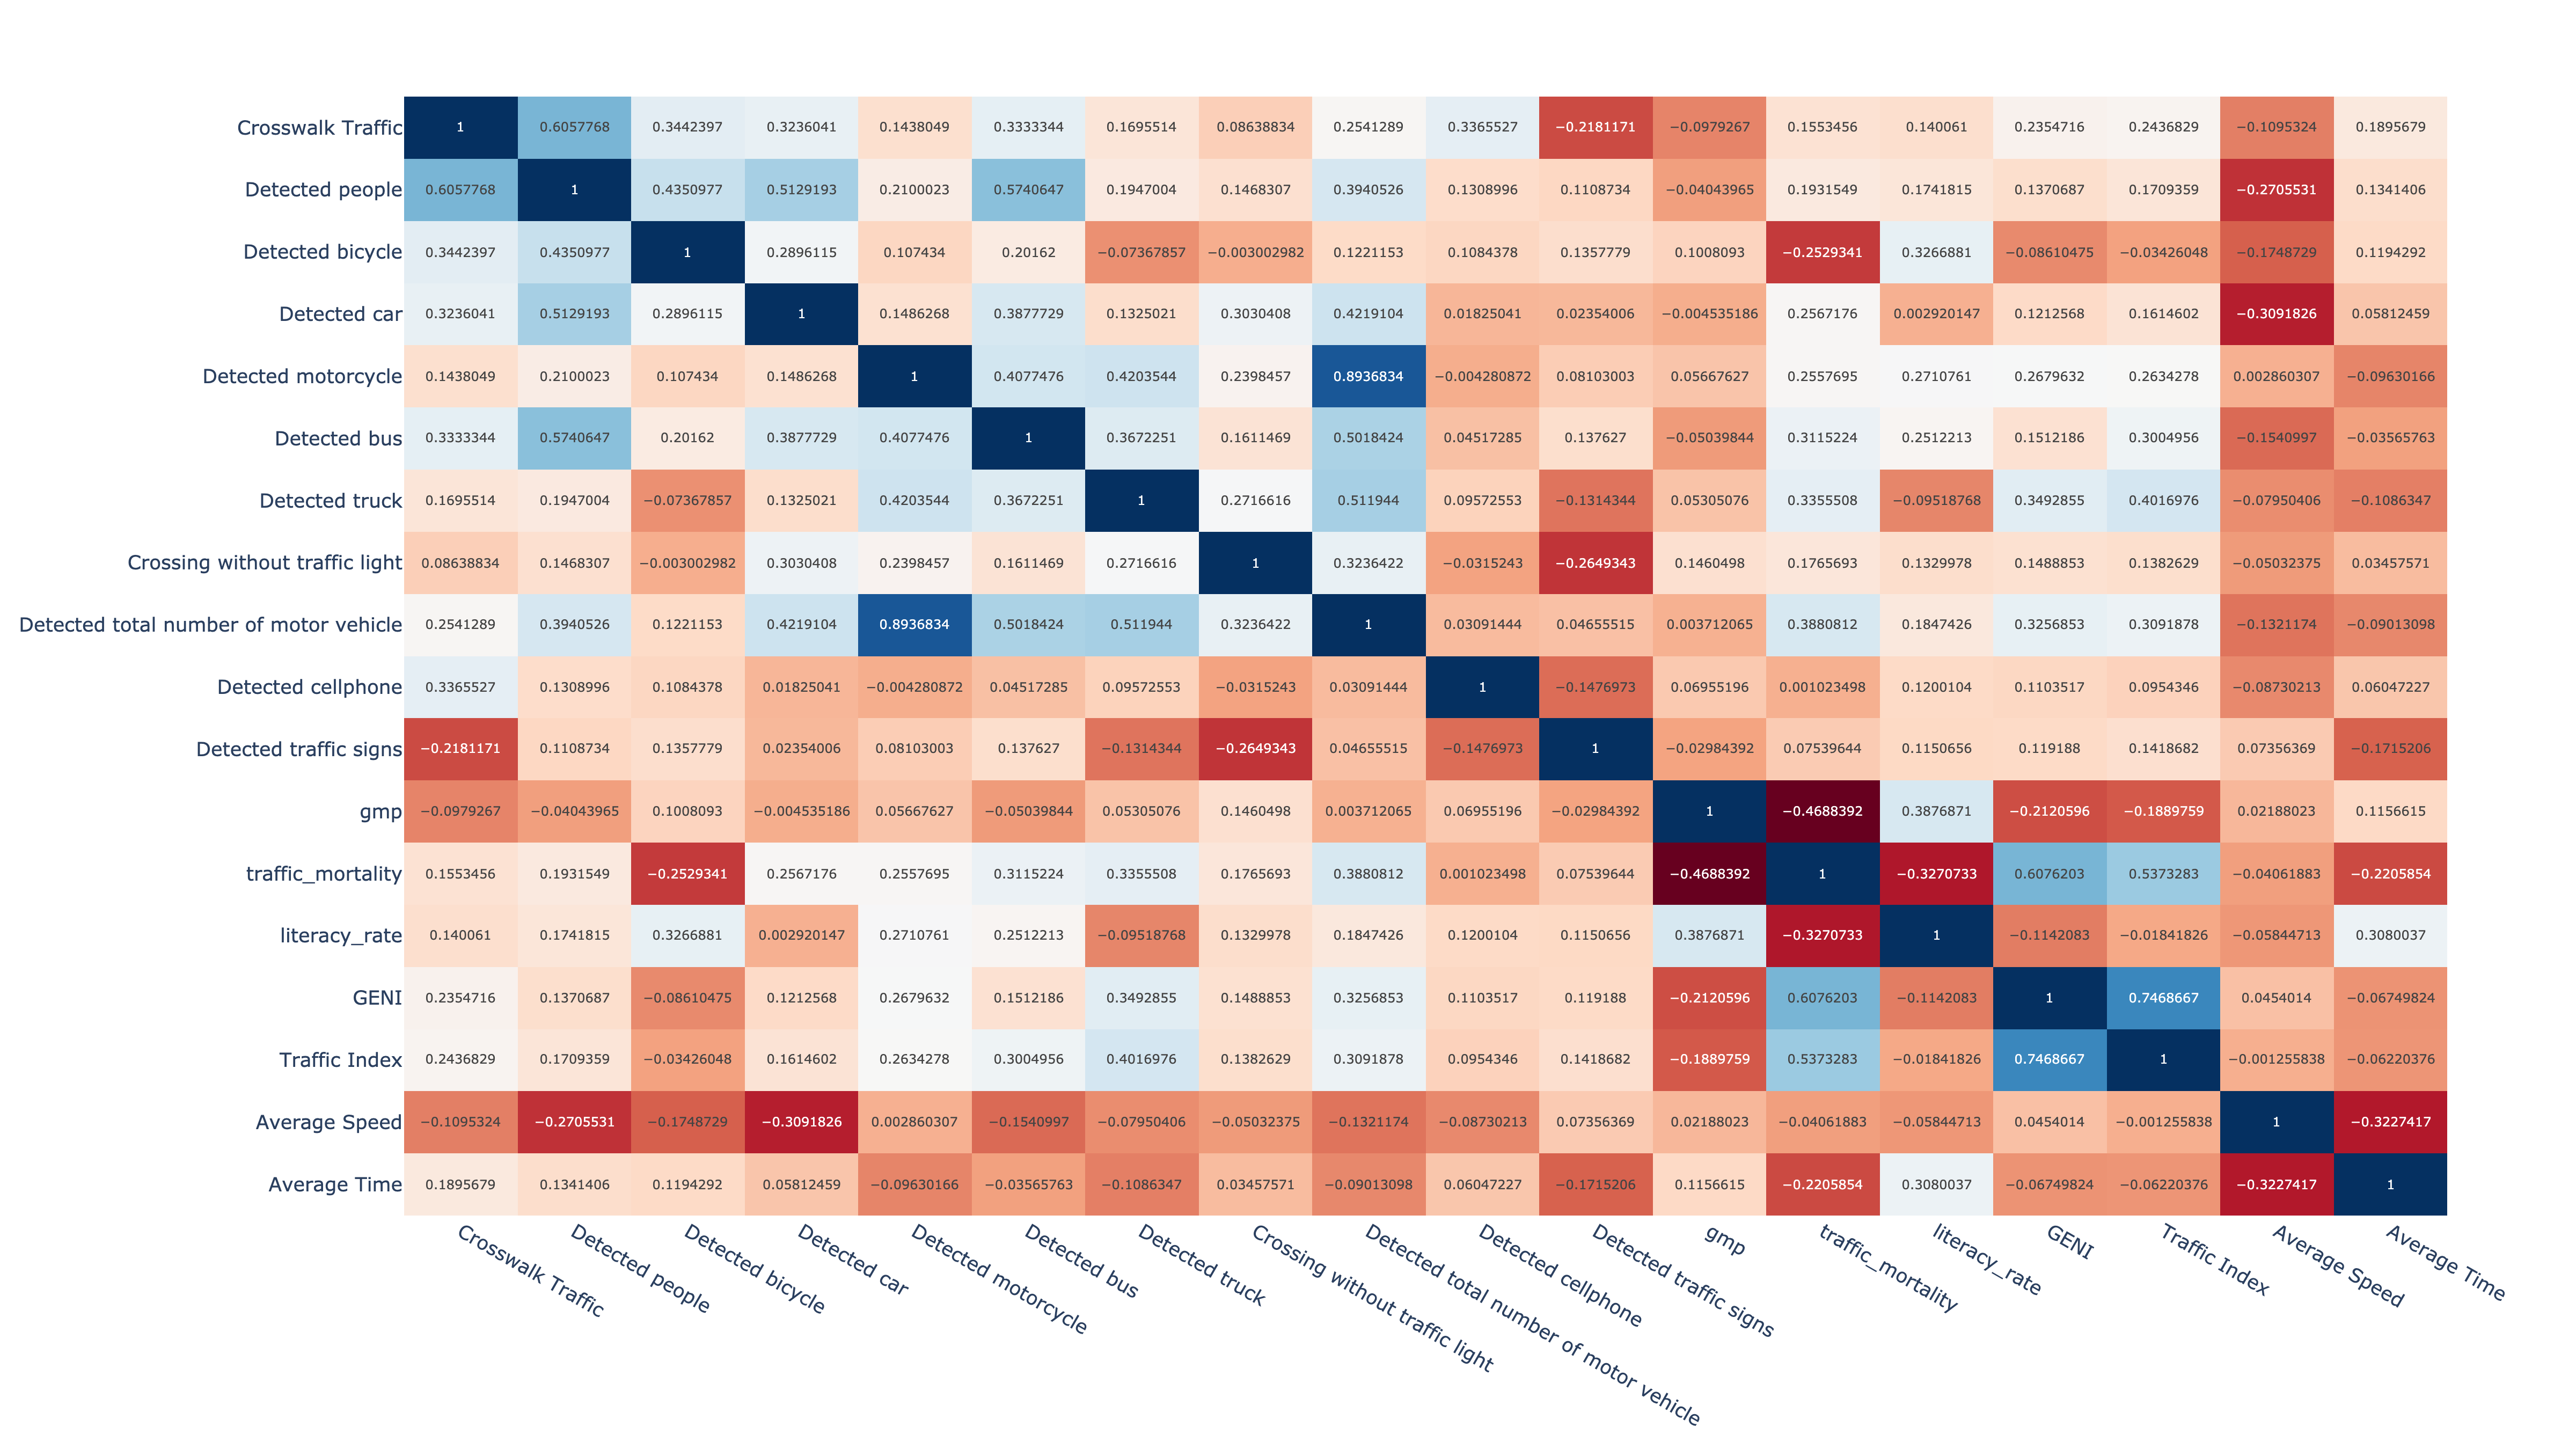 Crosswalk Traffic 1 0.6057768 0.3442397 0.3236041 0.1438049 0.3333344 0.1695514 0.08638834 0.2541289 0.3365527 −0.2181171 −0.0979267 0.1553456 0.140061 0.2354716 0.2436829 −0.1095324 0.1895679
Detected people 0.6057768 1 0.4350977 0.5129193 0.2100023 0.5740647 0.1947004 0.1468307 0.3940526 0.1308996 0.1108734 −0.04043965 0.1931549 0.1741815 0.1370687 0.1709359 −0.2705531 0.1341406
Detected bicycle 0.3442397 0.4350977 1 0.2896115 0.107434 0.20162 −0.07367857 −0.003002982 0.1221153 0.1084378 0.1357779 0.1008093 −0.2529341 0.3266881 −0.08610475 −0.03426048 −0.1748729 0.1194292
Detected car 0.3236041 0.5129193 0.2896115 1 0.1486268 0.3877729 0.1325021 0.3030408 0.4219104 0.01825041 0.02354006 −0.004535186 0.2567176 0.002920147 0.1212568 0.1614602 −0.3091826 0.05812459
Detected motorcycle 0.1438049 0.2100023 0.107434 0.1486268 1 0.4077476 0.4203544 0.2398457 0.8936834 −0.004280872 0.08103003 0.05667627 0.2557695 0.2710761 0.2679632 0.2634278 0.002860307 −0.09630166
Detected bus 0.3333344 0.5740647 0.20162 0.3877729 0.4077476 1 0.3672251 0.1611469 0.5018424 0.04517285 0.137627 −0.05039844 0.3115224 0.2512213 0.1512186 0.3004956 −0.1540997 −0.03565763
Detected truck 0.1695514 0.1947004 −0.07367857 0.1325021 0.4203544 0.3672251 1 0.2716616 0.511944 0.09572553 −0.1314344 0.05305076 0.3355508 −0.09518768 0.3492855 0.4016976 −0.07950406 −0.1086347
Crossing without traffic light 0.08638834 0.1468307 −0.003002982 0.3030408 0.2398457 0.1611469 0.2716616 1 0.3236422 −0.0315243 −0.2649343 0.1460498 0.1765693 0.1329978 0.1488853 0.1382629 −0.05032375 0.03457571
Detected total number of motor vehicle 0.2541289 0.3940526 0.1221153 0.4219104 0.8936834 0.5018424 0.511944 0.3236422 1 0.03091444 0.04655515 0.003712065 0.3880812 0.1847426 0.3256853 0.3091878 −0.1321174 −0.09013098
Detected cellphone 0.3365527 0.1308996 0.1084378 0.01825041 −0.004280872 0.04517285 0.09572553 −0.0315243 0.03091444 1 −0.1476973 0.06955196 0.001023498 0.1200104 0.1103517 0.0954346 −0.08730213 0.06047227
Detected traffic signs −0.2181171 0.1108734 0.1357779 0.02354006 0.08103003 0.137627 −0.1314344 −0.2649343 0.04655515 −0.1476973 1 −0.02984392 0.07539644 0.1150656 0.119188 0.1418682 0.07356369 −0.1715206
gmp −0.0979267 −0.04043965 0.1008093 −0.004535186 0.05667627 −0.05039844 0.05305076 0.1460498 0.003712065 0.06955196 −0.02984392 1 −0.4688392 0.3876871 −0.2120596 −0.1889759 0.02188023 0.1156615
traffic_mortality 0.1553456 0.1931549 −0.2529341 0.2567176 0.2557695 0.3115224 0.3355508 0.1765693 0.3880812 0.001023498 0.07539644 −0.4688392 1 −0.3270733 0.6076203 0.5373283 −0.04061883 −0.2205854
literacy_rate 0.140061 0.1741815 0.3266881 0.002920147 0.2710761 0.2512213 −0.09518768 0.1329978 0.1847426 0.1200104 0.1150656 0.3876871 −0.3270733 1 −0.1142083 −0.01841826 −0.05844713 0.3080037
GENI 0.2354716 0.1370687 −0.08610475 0.1212568 0.2679632 0.1512186 0.3492855 0.1488853 0.3256853 0.1103517 0.119188 −0.2120596 0.6076203 −0.1142083 1 0.7468667 0.0454014 −0.06749824
Traffic Index 0.2436829 0.1709359 −0.03426048 0.1614602 0.2634278 0.3004956 0.4016976 0.1382629 0.3091878 0.0954346 0.1418682 −0.1889759 0.5373283 −0.01841826 0.7468667 1 −0.001255838 −0.06220376
Average Speed −0.1095324 −0.2705531 −0.1748729 −0.3091826 0.002860307 −0.1540997 −0.07950406 −0.05032375 −0.1321174 −0.08730213 0.07356369 0.02188023 −0.04061883 −0.05844713 0.0454014 −0.001255838 1 −0.3227417
Average Time 0.1895679 0.1341406 0.1194292 0.05812459 −0.09630166 −0.03565763 −0.1086347 0.03457571 −0.09013098 0.06047227 −0.1715206 0.1156615 −0.2205854 0.3080037 −0.06749824 −0.06220376 −0.3227417 1
Crosswalk Traffic
Detected people
Detected bicycle
Detected car
Detected motorcycle
Detected bus
Detected truck
Crossing without traffic light
Detected total number of motor vehicle
Detected cellphone
Detected traffic signs
gmp
traffic_mortality
literacy_rate
GENI
Traffic Index
Average Speed
Average Time